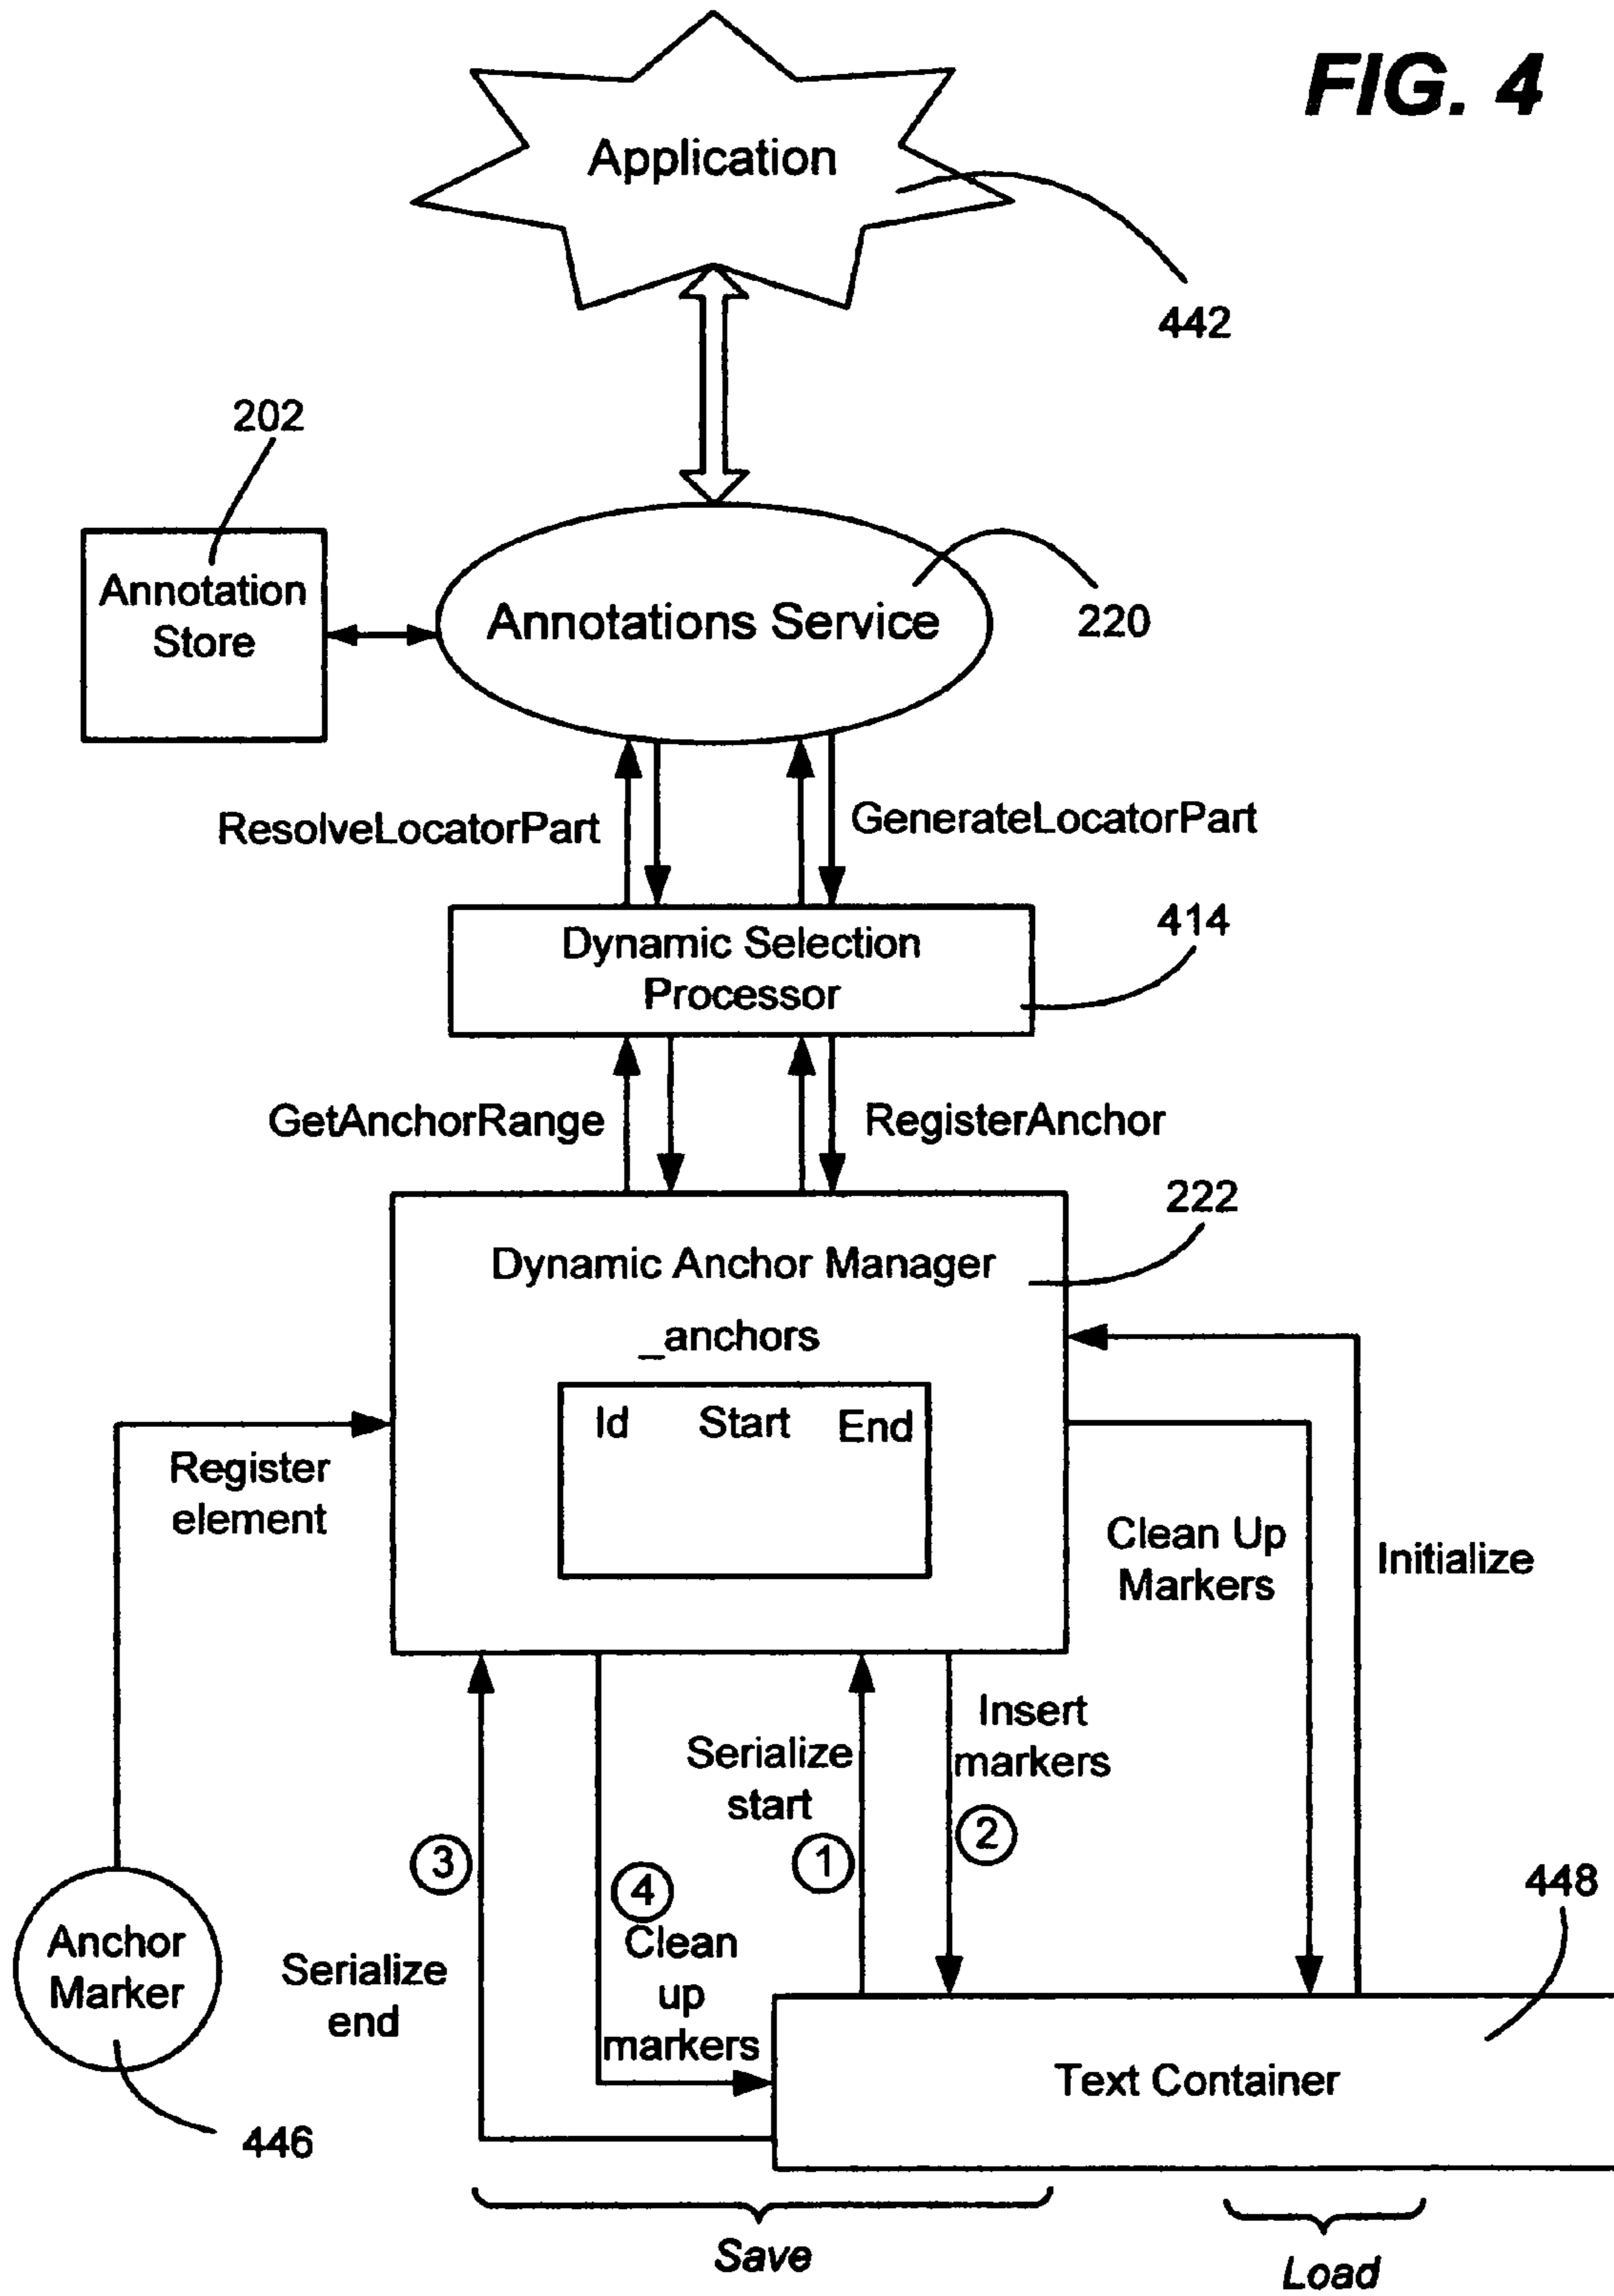 FIG. 4
Application
442
202
Annotation
Store
Annotations Service
220
ResolveLocatorPart
GenerateLocatorPart
414
Dynamic Selection
Processor
GetAnchorRange
RegisterAnchor
222
Dynamic Anchor Manager
_anchors
Id Start End
Register
element
Clean Up
Markers
Initialize
Insert
markers
Serialize
start
2
3
1
4
448
Anchor
Marker
Clean
up
markers
Serialize
end
Text Container
446
Save
Load